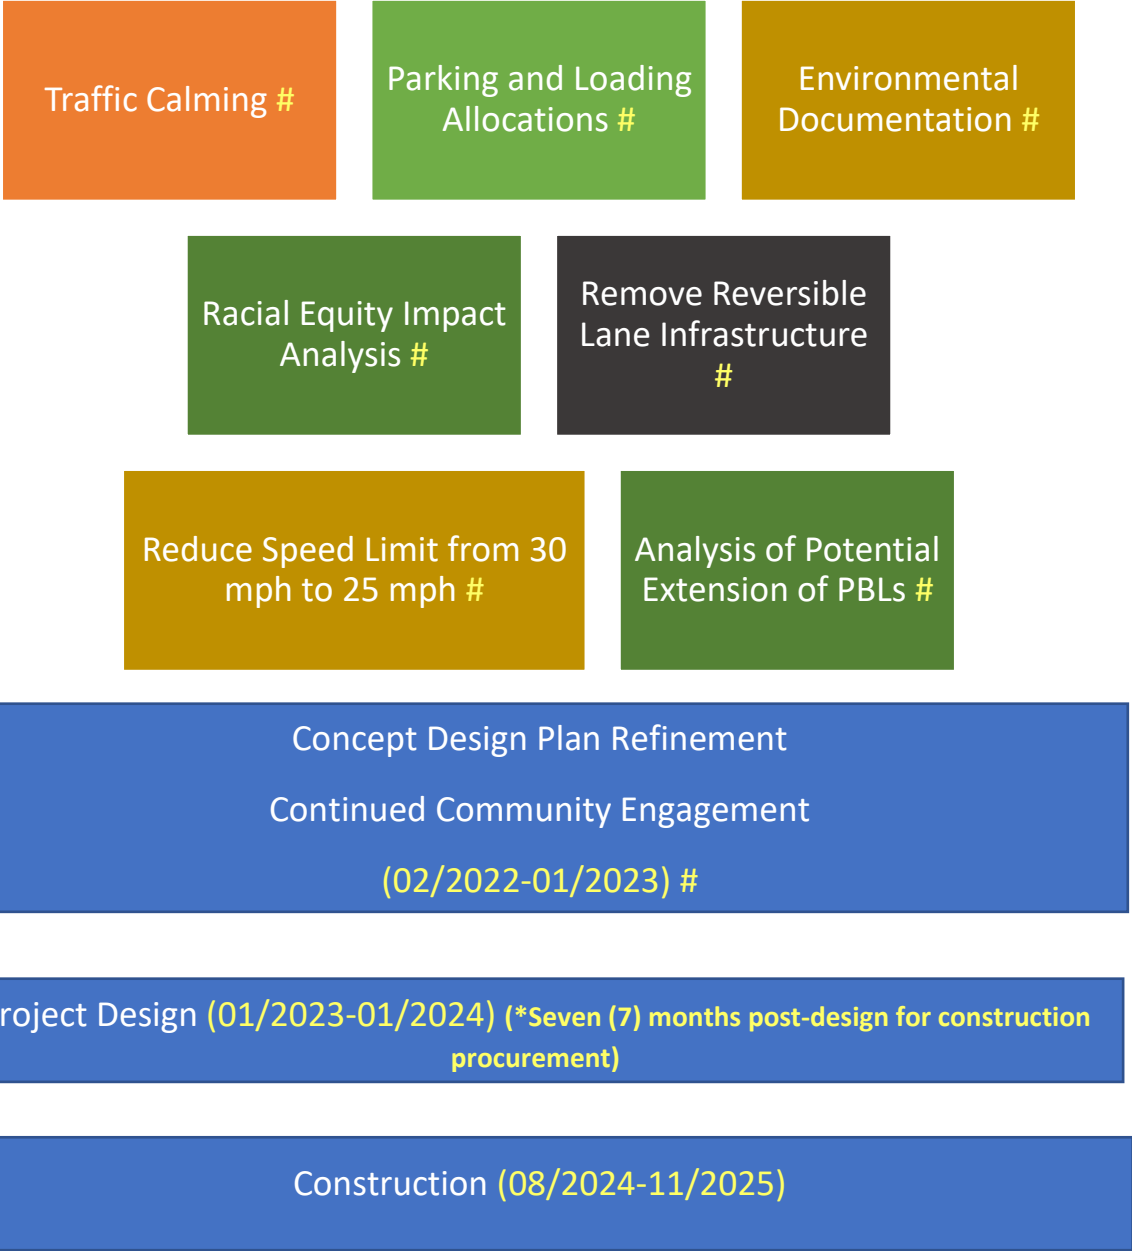 Traffic Calming #
Parking and Loading
Allocations #
Environmental
Documentation #
Racial Equity Impact
Analysis #
Remove Reversible
Lane Infrastructure
#
Reduce Speed Limit from 30
mph to 25 mph #
Analysis of Potential
Extension of PBLs #
Concept Design Plan Refinement
Continued Community Engagement
(02/2022-01/2023) #
roject Design (01/2023-01/2024) (*Seven (7) months post-design for construction
procurement)
Construction (08/2024-11/2025)